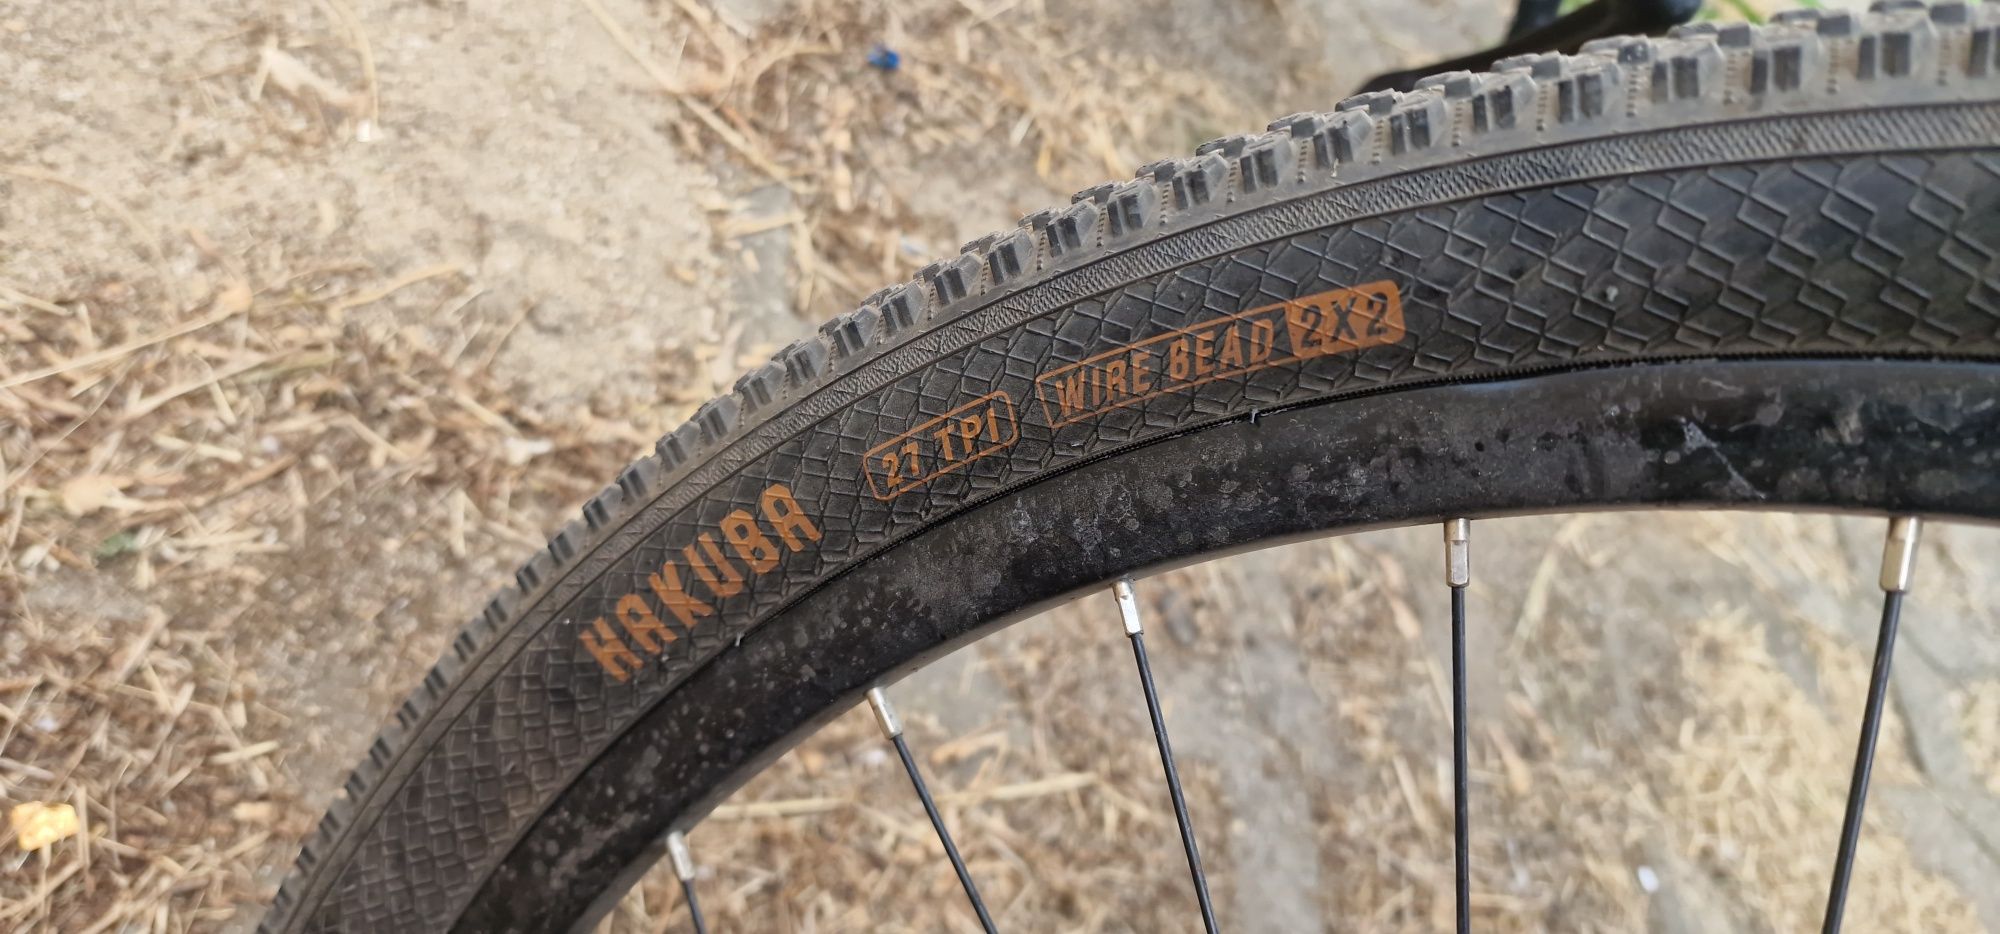 HAKUBA
27 TPI
WIRE BEAD 2X2